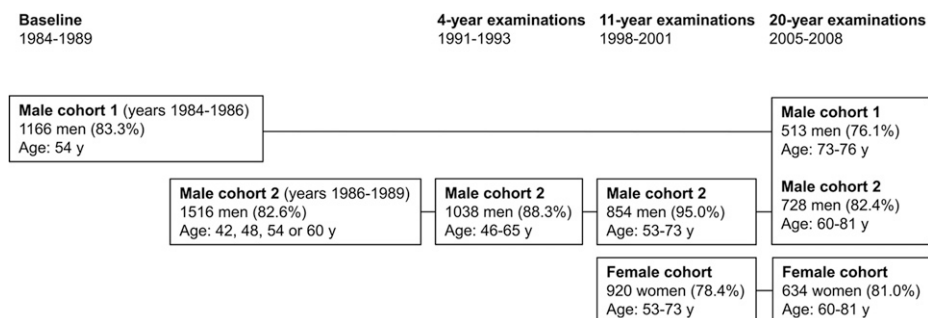 Baseline
1984-1989
4-year examinations
1991-1993
11-year examinations
1998-2001
20-year examinations
2005-2008
Male cohort 1 (years 1984-1986)
1166 men (83.3%)
Age: 54 y
Male cohort 1
513 men (76.1%)
Age: 73-76 y
Male cohort 2 (years 1986-1989)
1516 men (82.6%)
Age: 42, 48, 54 or 60 y
Male cohort 2
1038 men (88.3%)
Age: 46-65 y
Male cohort 2
854 men (95.0%)
Age: 53-73 y
Male cohort 2
728 men (82.4%)
Age: 60-81 y
Female cohort
920 women (78.4%)
Age: 53-73 y
Female cohort
634 women (81.0%)
Age: 60-81 y